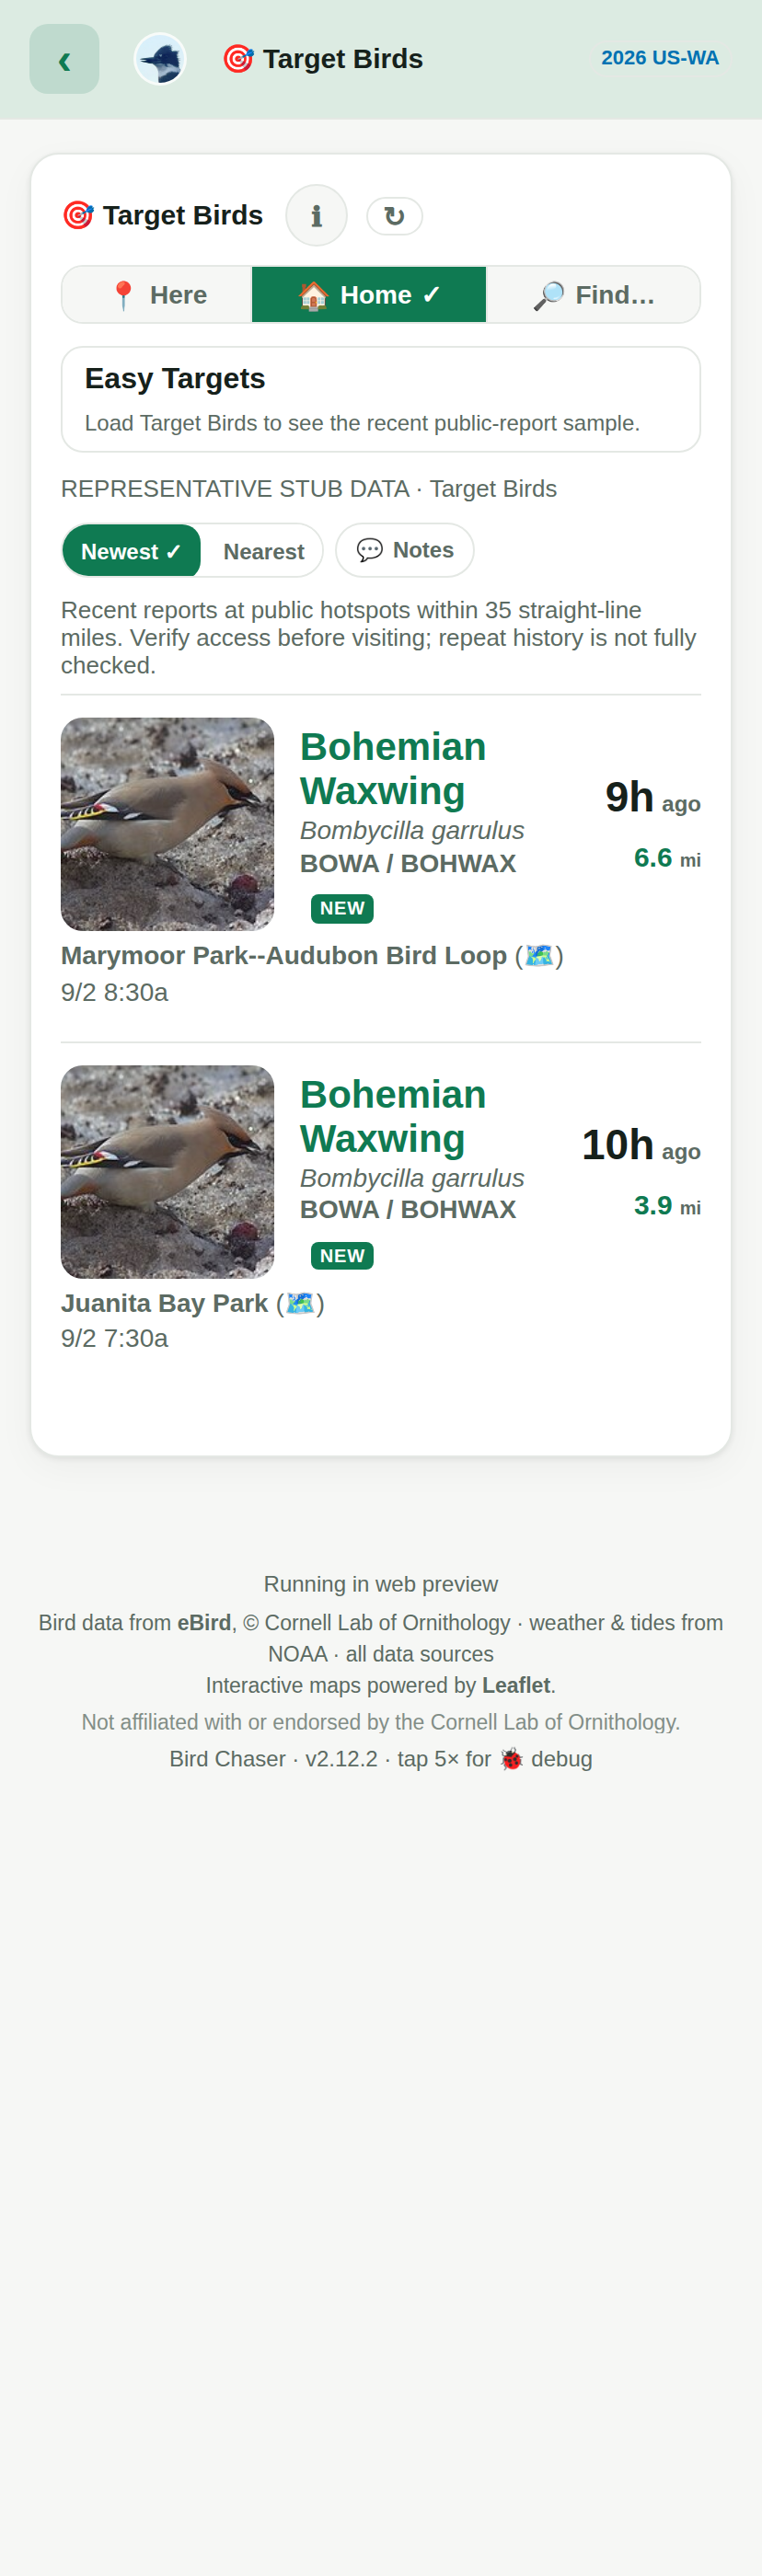 ‹ 🎯 Target Birds 2026 US-WA
🎯 Target Birds ℹ ↻
📍 Here 🏠 Home ✓ 🔎 Find…
Easy Targets
Load Target Birds to see the recent public-report sample.
REPRESENTATIVE STUB DATA · Target Birds
Newest ✓ Nearest 💬 Notes
Recent reports at public hotspots within 35 straight-line
miles. Verify access before visiting; repeat history is not fully
checked.
Bohemian
Waxwing
9h ago
Bombycilla garrulus
BOWA / BOHWAX
6.6 mi
NEW
Marymoor Park--Audubon Bird Loop (🗺️)
9/2 8:30a
Bohemian
Waxwing
10h ago
Bombycilla garrulus
BOWA / BOHWAX
3.9 mi
NEW
Juanita Bay Park (🗺️)
9/2 7:30a
Running in web preview
Bird data from eBird, © Cornell Lab of Ornithology · weather & tides from
NOAA · all data sources
Interactive maps powered by Leaflet.
Not affiliated with or endorsed by the Cornell Lab of Ornithology.
Bird Chaser · v2.12.2 · tap 5× for 🐞 debug